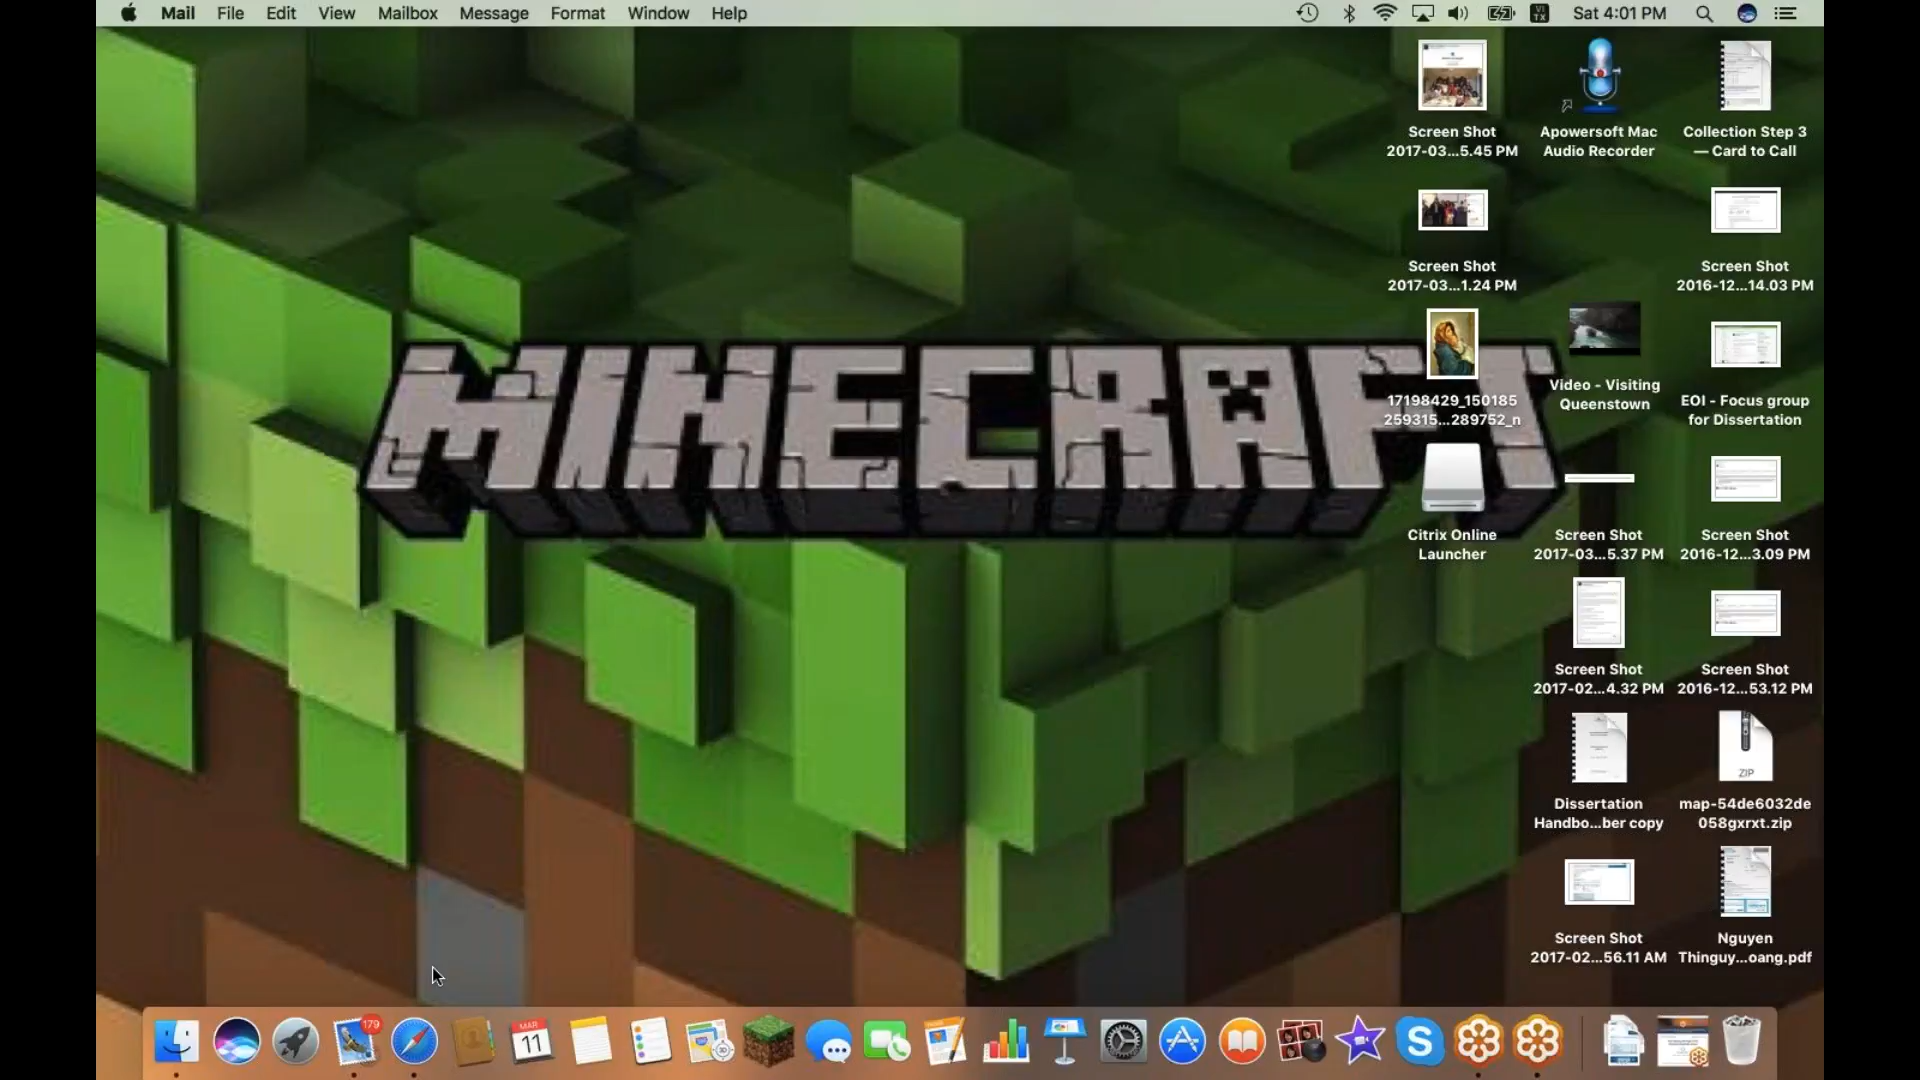 Mail File Edit View Mailbox Message Format Window Help
VI
TX
Sat 4:01 PM
Screen Shot
2017-03...5.45 PM
Apowersoft Mac
Audio Recorder
Collection Step 3
— Card to Call
Screen Shot
2017-03...1.24 PM
Screen Shot
2016-12...14.03 PM
MINECRAFT
17198429_150185
259315...289752_n
Video - Visiting
Queenstown
EOI - Focus group
for Dissertation
Citrix Online
Launcher
Screen Shot
2017-03...5.37 PM
Screen Shot
2016-12...3.09 PM
Screen Shot
2017-02...4.32 PM
Screen Shot
2016-12...53.12 PM
ZIP
Dissertation
Handbo...ber copy
map-54de6032de
058gxrxt.zip
Screen Shot
2017-02...56.11 AM
Nguyen
Thinguy...oang.pdf
179
MAR
11